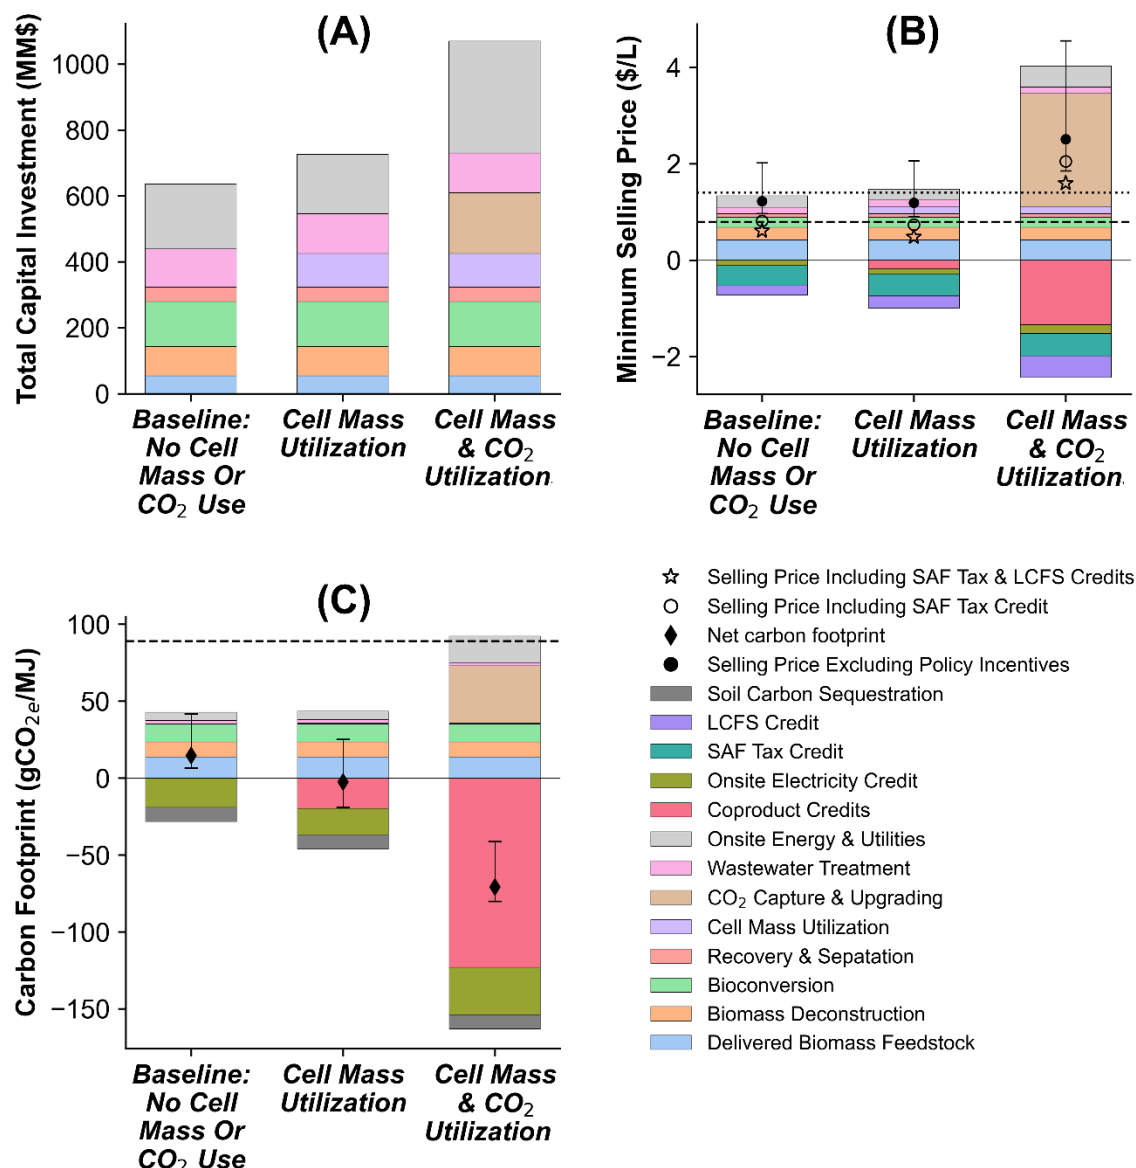 (A)
Total Capital Investment (MM$)
1000
800
600
400
200
0
Baseline:
No Cell
Mass Or
CO2 Use
Cell Mass
Utilization
Cell Mass
& CO2
Utilization
(B)
Minimum Selling Price ($/L)
4
2
0
−2
Baseline:
No Cell
Mass Or
CO2 Use
Cell Mass
Utilization
Cell Mass
& CO2
Utilization
(C)
Carbon Footprint (gCO2e/MJ)
100
50
0
−50
−100
−150
Baseline:
No Cell
Mass Or
CO2 Use
Cell Mass
Utilization
Cell Mass
& CO2
Utilization
Selling Price Including SAF Tax & LCFS Credits
Selling Price Including SAF Tax Credit
Net carbon footprint
Selling Price Excluding Policy Incentives
Soil Carbon Sequestration
LCFS Credit
SAF Tax Credit
Onsite Electricity Credit
Coproduct Credits
Onsite Energy & Utilities
Wastewater Treatment
CO2 Capture & Upgrading
Cell Mass Utilization
Recovery & Sepatation
Bioconversion
Biomass Deconstruction
Delivered Biomass Feedstock